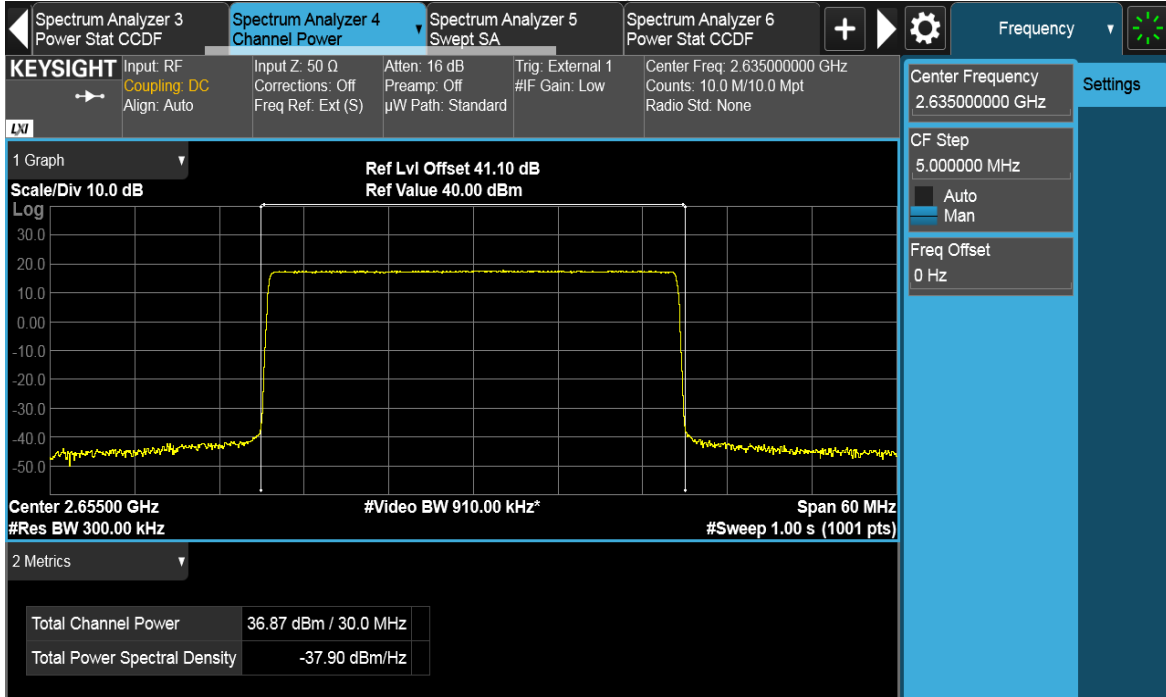 Spectrum Analyzer 3
Power Stat CCDF
Spectrum Analyzer 4
Channel Power
Spectrum Analyzer 5
Swept SA
Spectrum Analyzer 6
Power Stat CCDF
+
Frequency
KEYSIGHT
LXI
Input: RF
Coupling: DC
Align: Auto
Input Z: 50 Ω
Corrections: Off
Freq Ref: Ext (S)
Atten: 16 dB
Preamp: Off
µW Path: Standard
Trig: External 1
#IF Gain: Low
Center Freq: 2.635000000 GHz
Counts: 10.0 M/10.0 Mpt
Radio Std: None
Center Frequency
2.635000000 GHz
Settings
CF Step
5.000000 MHz
Auto
Man
Freq Offset
0 Hz
1 Graph
Ref Lvl Offset 41.10 dB
Scale/Div 10.0 dB
Ref Value 40.00 dBm
Log
30.0
20.0
10.0
0.00
-10.0
-20.0
-30.0
-40.0
-50.0
Center 2.65500 GHz
#Video BW 910.00 kHz*
Span 60 MHz
#Res BW 300.00 kHz
#Sweep 1.00 s (1001 pts)
2 Metrics
Total Channel Power
36.87 dBm / 30.0 MHz
Total Power Spectral Density
-37.90 dBm/Hz